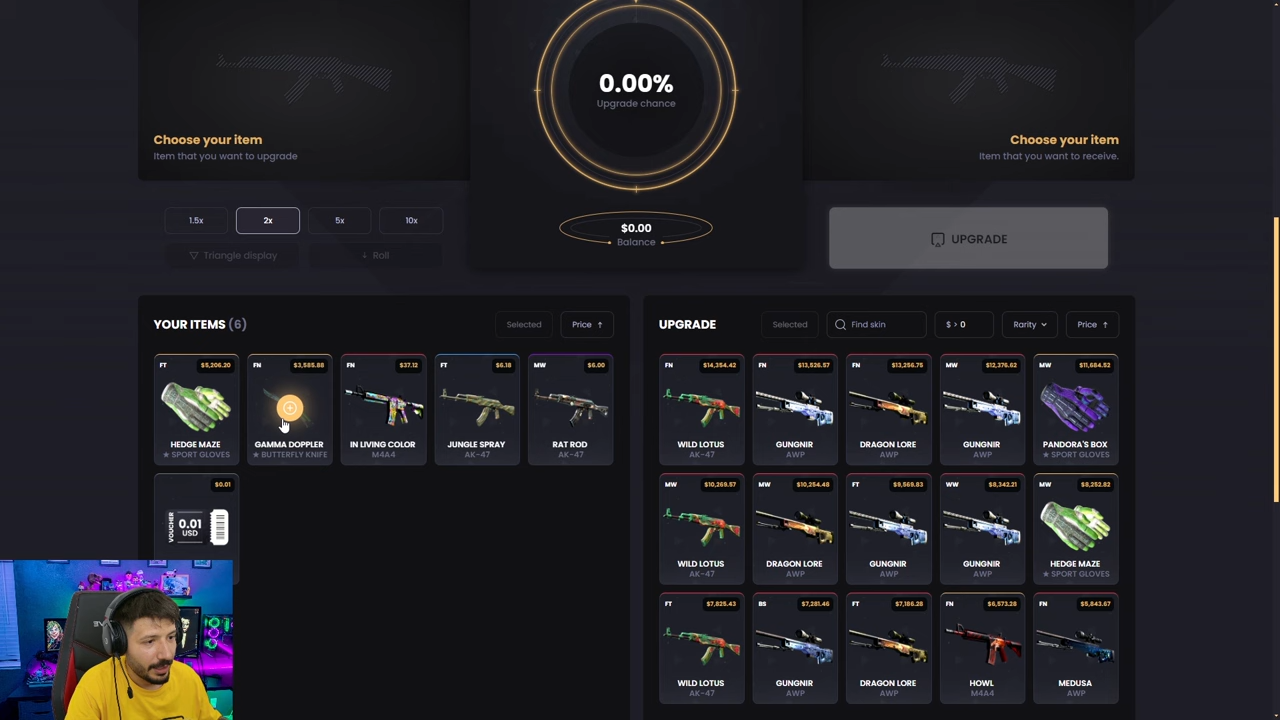 0.00%
Upgrade chance
Choose your item
Item that you want to upgrade
Choose your item
Item that you want to receive.
1.5x
2x
5x
10x
Triangle display
Roll
$0.00
Balance
UPGRADE
YOUR ITEMS (6)
Selected
Price
FT
$5,206.20
HEDGE MAZE
★ SPORT GLOVES
FN
$3,585.88
GAMMA DOPPLER
★ BUTTERFLY KNIFE
FN
$37.12
IN LIVING COLOR
M4A4
FT
$6.18
JUNGLE SPRAY
AK-47
MW
$6.00
RAT ROD
AK-47
$0.01
VOUCHER
0.01
USD
UPGRADE
Selected
Find skin
$ > 0
Rarity
Price
FN
$14,354.42
WILD LOTUS
AK-47
FN
$13,526.57
GUNGNIR
AWP
FN
$13,256.75
DRAGON LORE
AWP
MW
$12,376.62
GUNGNIR
AWP
MW
$11,684.52
PANDORA'S BOX
★ SPORT GLOVES
MW
$10,269.57
WILD LOTUS
AK-47
MW
$10,254.48
DRAGON LORE
AWP
FT
$9,569.83
GUNGNIR
AWP
WW
$8,342.21
GUNGNIR
AWP
MW
$8,252.82
HEDGE MAZE
★ SPORT GLOVES
FT
$7,825.43
WILD LOTUS
AK-47
BS
$7,281.46
GUNGNIR
AWP
FT
$7,186.28
DRAGON LORE
AWP
FN
$6,573.28
HOWL
M4A4
FN
$5,843.67
MEDUSA
AWP